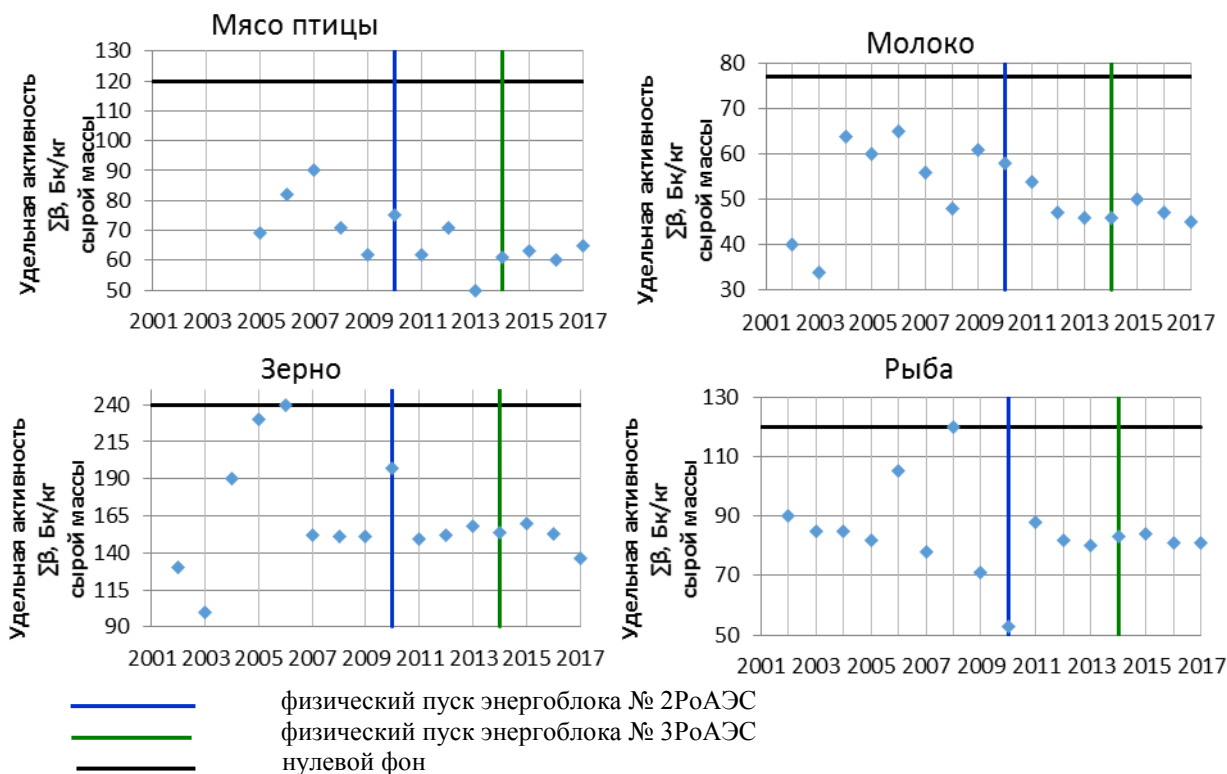 Мясо птицы
Удельная активность
Σβ, Бк/кг
сырой массы
130
120
110
100
90
80
70
60
50
2001 2003 2005 2007 2009 2011 2013 2015 2017
Молоко
Удельная активность
Σβ, Бк/кг
сырой массы
80
70
60
50
40
30
2001 2003 2005 2007 2009 2011 2013 2015 2017
Зерно
Удельная активность
Σβ, Бк/кг
сырой массы
240
215
190
165
140
115
90
2001 2003 2005 2007 2009 2011 2013 2015 2017
Рыба
Удельная активность
Σβ, Бк/кг
сырой массы
130
110
90
70
50
2001 2003 2005 2007 2009 2011 2013 2015 2017
физический пуск энергоблока № 2РоАЭС
физический пуск энергоблока № 3РоАЭС
нулевой фон